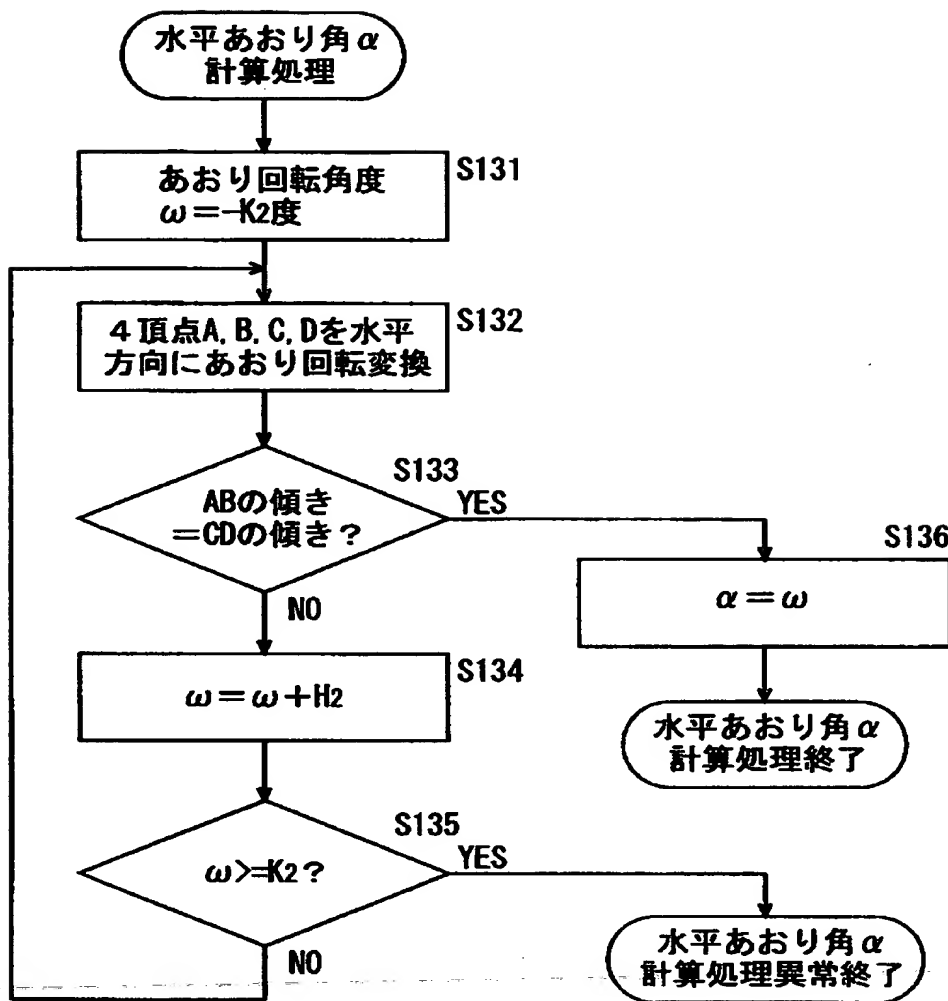 水平あおり角α
計算処理
S131
あおり回転角度
ω=-K2度
S132
4頂点A, B, C, Dを水平
方向にあおり回転変換
S133
ABの傾き
=CDの傾き?
YES
NO
S136
α=ω
S134
ω=ω+H2
水平あおり角α
計算処理終了
S135
ω>=K2?
YES
NO
水平あおり角α
計算処理異常終了